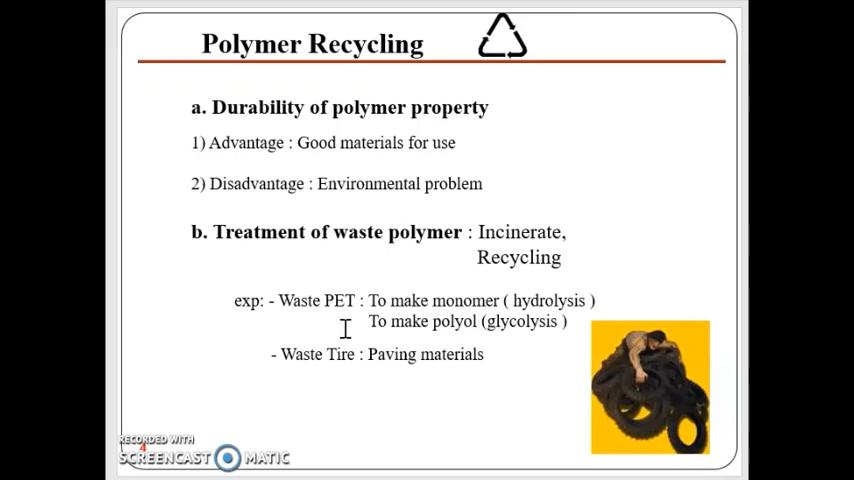 Polymer Recycling
a. Durability of polymer property
1) Advantage : Good materials for use
2) Disadvantage : Environmental problem
b. Treatment of waste polymer : Incinerate,
Recycling
exp: - Waste PET : To make monomer ( hydrolysis )
To make polyol (glycolysis )
- Waste Tire : Paving materials
RECORDED WITH
4
SCREENCAST MATIC